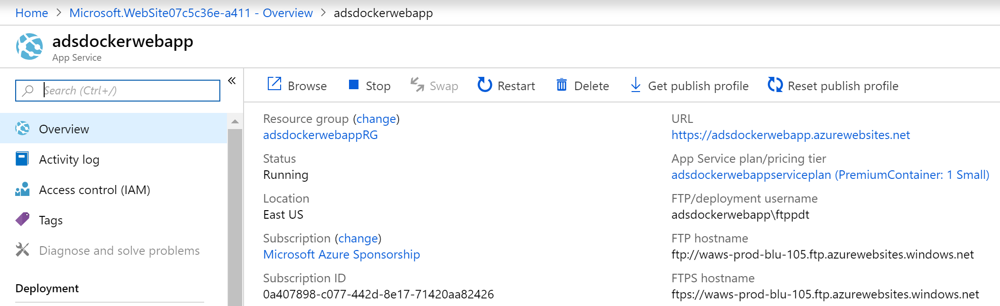 Home > Microsoft.WebSite07c5c36e-a411 - Overview > adsdockerwebapp
adsdockerwebapp
App Service
Search (Ctrl+/)
«
Overview
Activity log
Access control (IAM)
Tags
Diagnose and solve problems
Deployment
Browse Stop Swap Restart Delete Get publish profile Reset publish profile
Resource group (change)
adsdockerwebappRG
Status
Running
Location
East US
Subscription (change)
Microsoft Azure Sponsorship
Subscription ID
0a407898-c077-442d-8e17-71420aa82426
URL
https://adsdockerwebapp.azurewebsites.net
App Service plan/pricing tier
adsdockerwebappserviceplan (PremiumContainer: 1 Small)
FTP/deployment username
adsdockerwebapp\ftppdt
FTP hostname
ftp://waws-prod-blu-105.ftp.azurewebsites.windows.net
FTPS hostname
ftps://waws-prod-blu-105.ftp.azurewebsites.windows.net